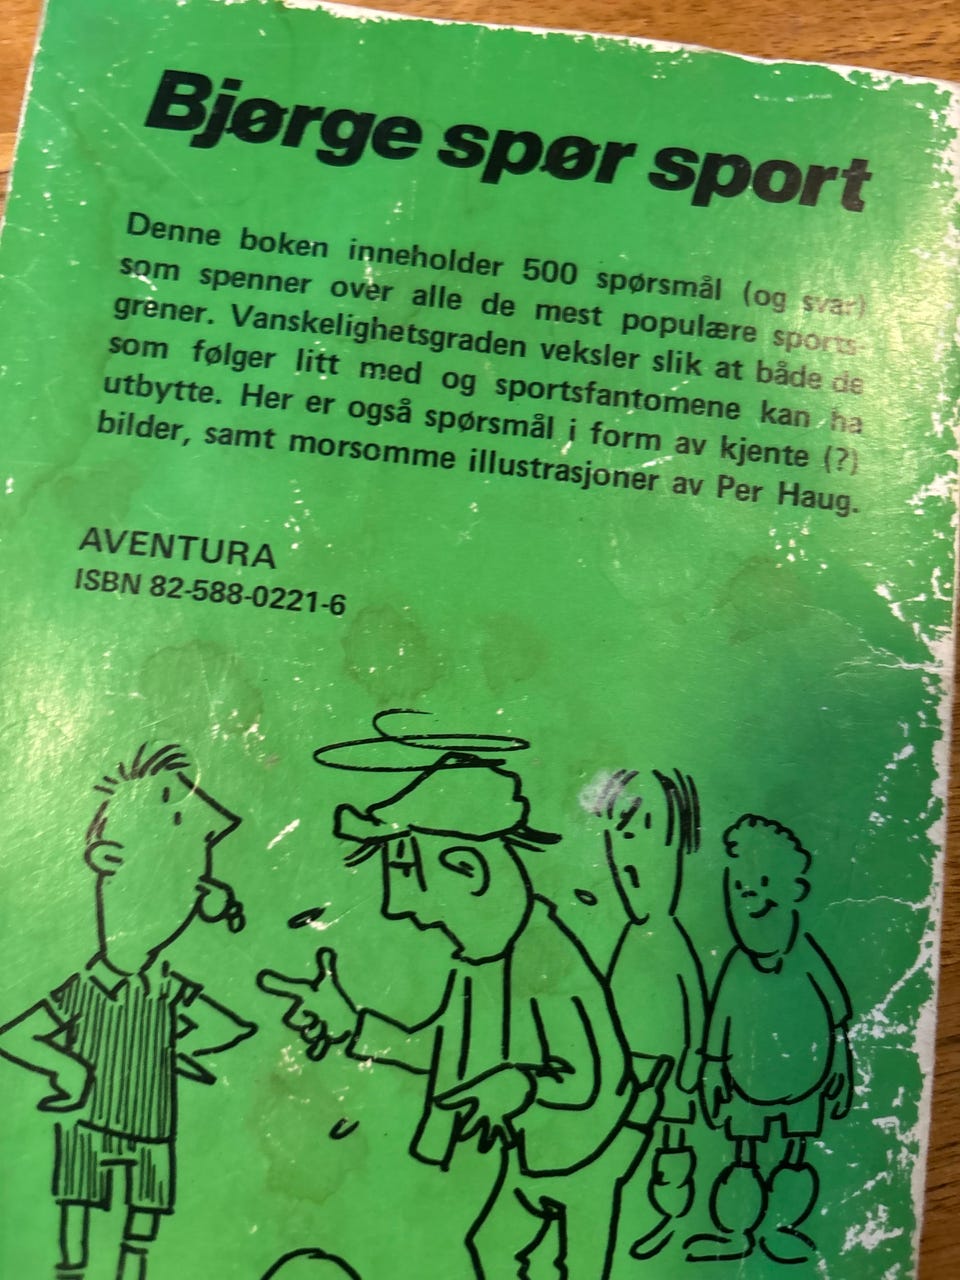 Bjørge spør sport
Denne boken inneholder 500 spørsmål (og svar)
som spenner over alle de mest populære sports-
grener. Vanskelighetsgraden veksler slik at både de
som følger litt med og sportsfantomene kan ha
utbytte. Her er også spørsmål i form av kjente (?)
bilder, samt morsomme illustrasjoner av Per Haug.
AVENTURA
ISBN 82-588-0221-6